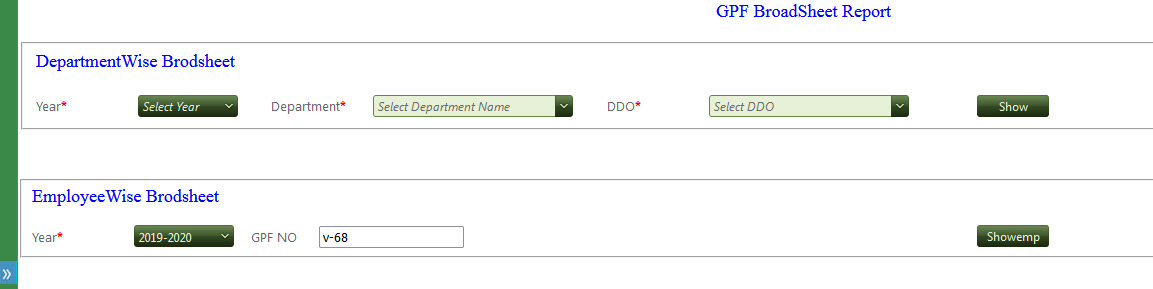 GPF BroadSheet Report
DepartmentWise Brodsheet
Year* Select Year Department* Select Department Name DDO* Select DDO Show
EmployeeWise Brodsheet
Year* 2019-2020 GPF NO v-68 Showemp
»